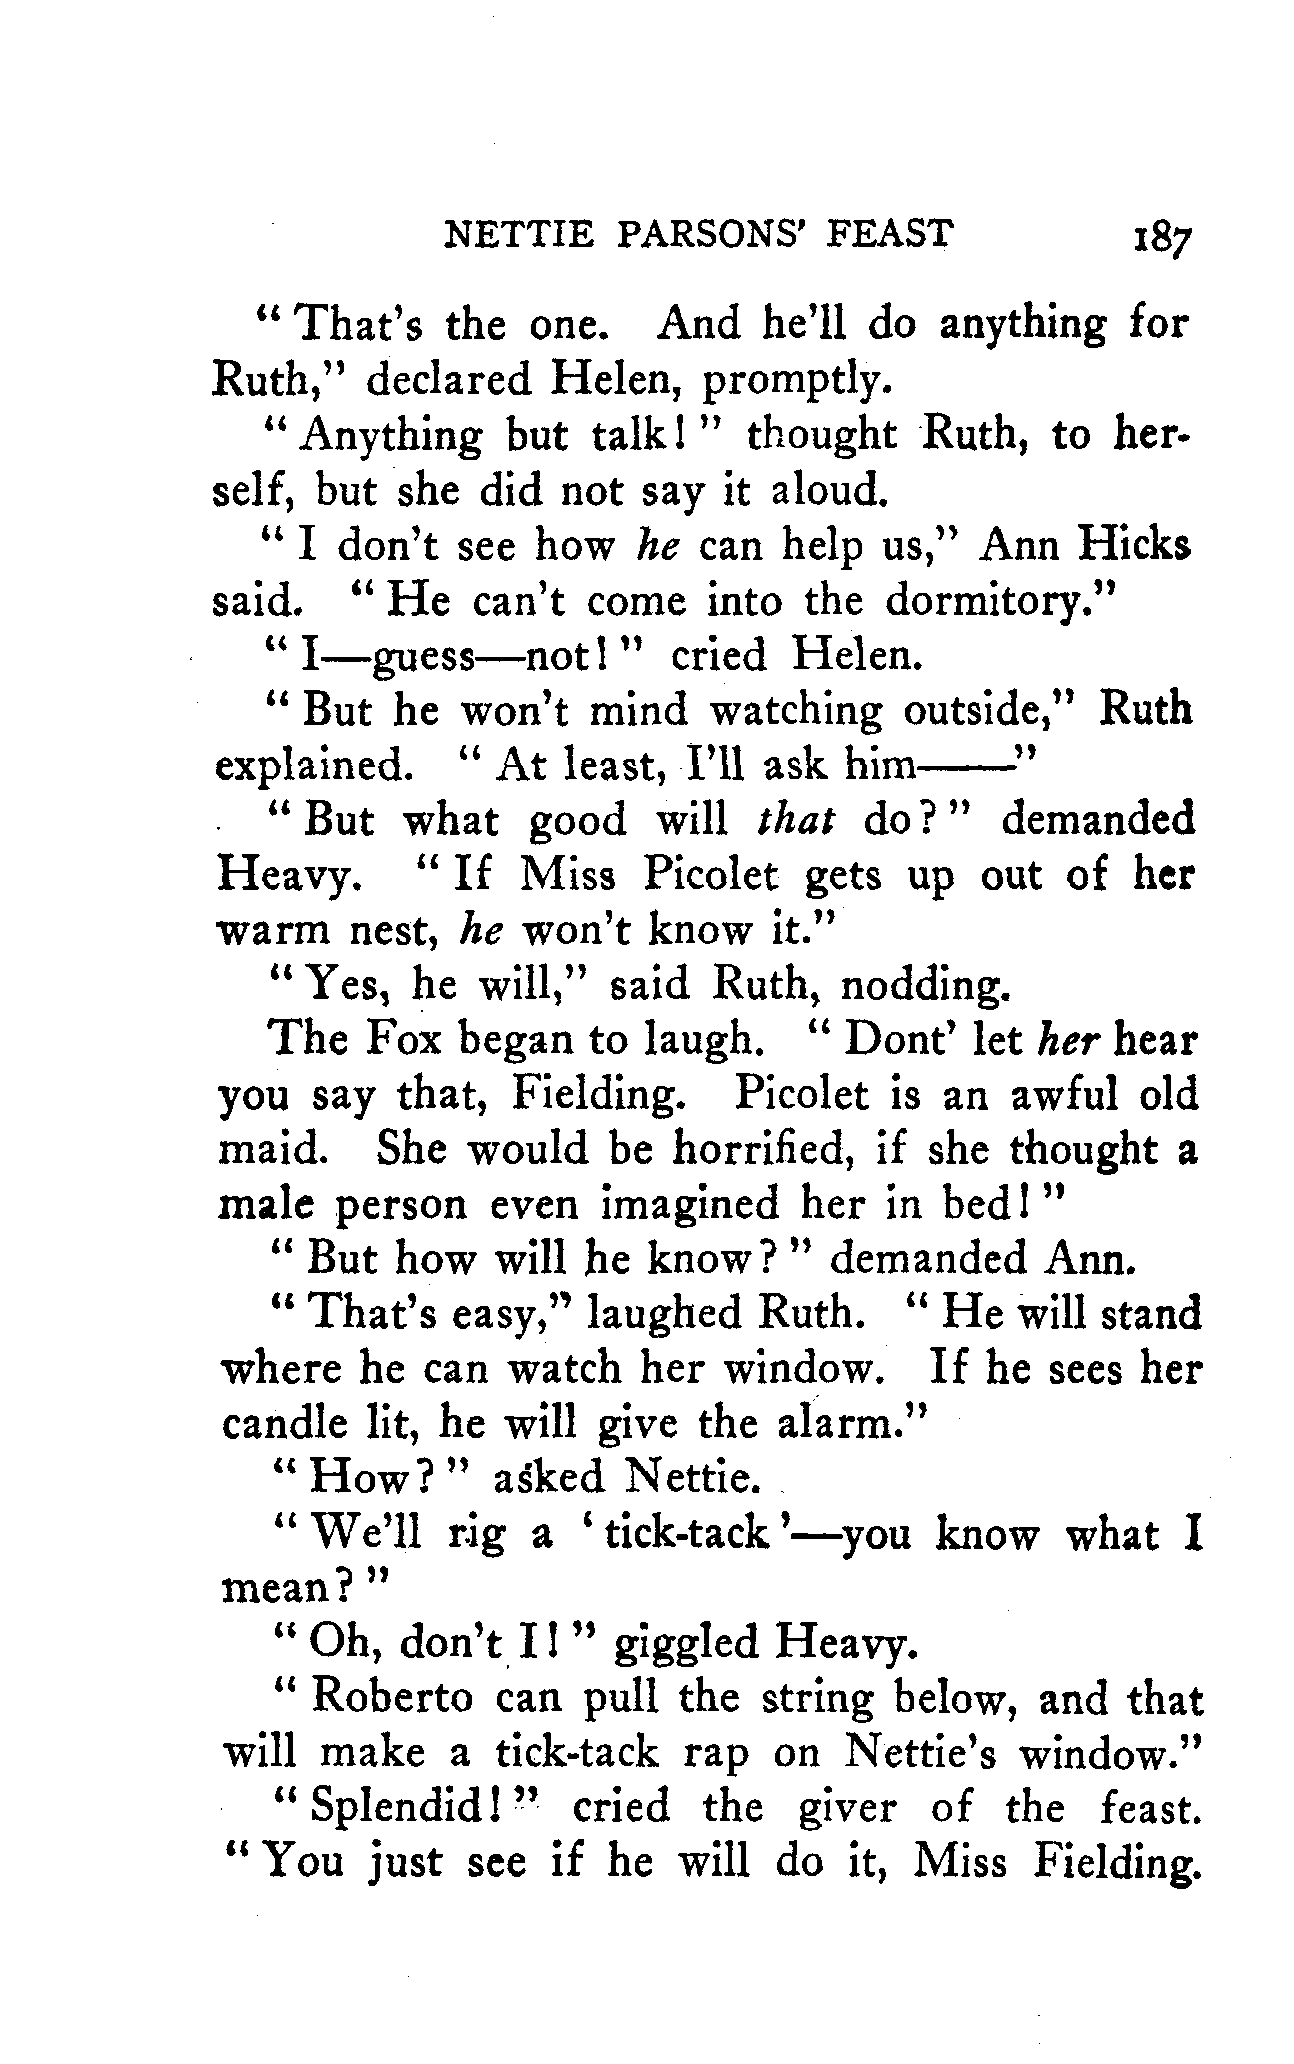 NETTIE PARSONS' FEAST 187
" That's the one. And he'll do anything for
Ruth," declared Helen, promptly.
" Anything but talk! " thought Ruth, to her-
self, but she did not say it aloud.
" I don't see how he can help us," Ann Hicks
said. " He can't come into the dormitory."
" I—guess—not! " cried Helen.
" But he won't mind watching outside," Ruth
explained. " At least, I'll ask him——"
" But what good will that do? " demanded
Heavy. " If Miss Picolet gets up out of her
warm nest, he won't know it."
" Yes, he will," said Ruth, nodding.
The Fox began to laugh. " Dont' let her hear
you say that, Fielding. Picolet is an awful old
maid. She would be horrified, if she thought a
male person even imagined her in bed! "
" But how will he know? " demanded Ann.
" That's easy," laughed Ruth. " He will stand
where he can watch her window. If he sees her
candle lit, he will give the alarm."
" How? " asked Nettie.
" We'll rig a ' tick-tack '—you know what I
mean? "
" Oh, don't I! " giggled Heavy.
" Roberto can pull the string below, and that
will make a tick-tack rap on Nettie's window."
" Splendid! " cried the giver of the feast.
" You just see if he will do it, Miss Fielding.